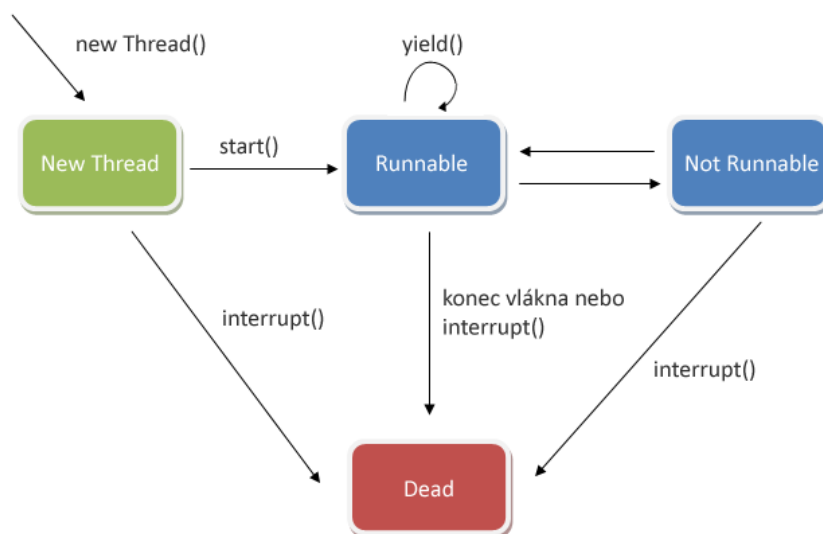 new Thread()
yield()
New Thread
start()
Runnable
Not Runnable
interrupt()
konec vlákna nebo
interrupt()
interrupt()
Dead